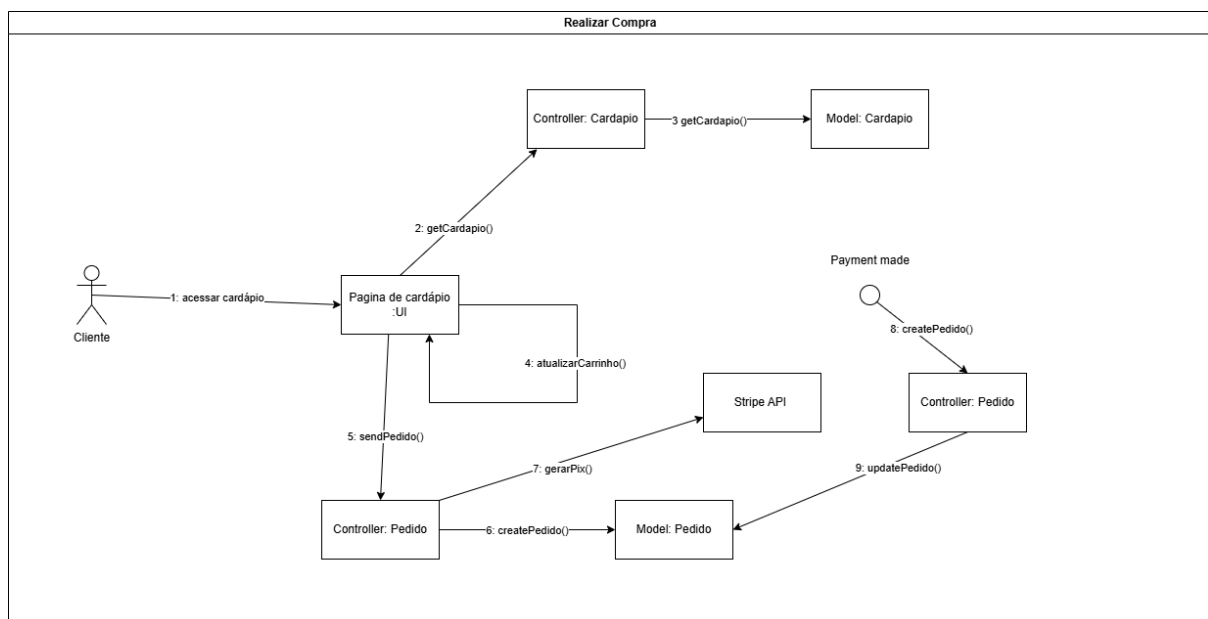 Realizar Compra
Controller: Cardapio
3 getCardapio()
Model: Cardapio
2: getCardapio()
Payment made
1: acessar cardápio
Pagina de cardápio
:UI
8: createPedido()
Cliente
4: atualizarCarrinho()
Stripe API
Controller: Pedido
5: sendPedido()
7: gerarPix()
9: updatePedido()
Controller: Pedido
6: createPedido()
Model: Pedido